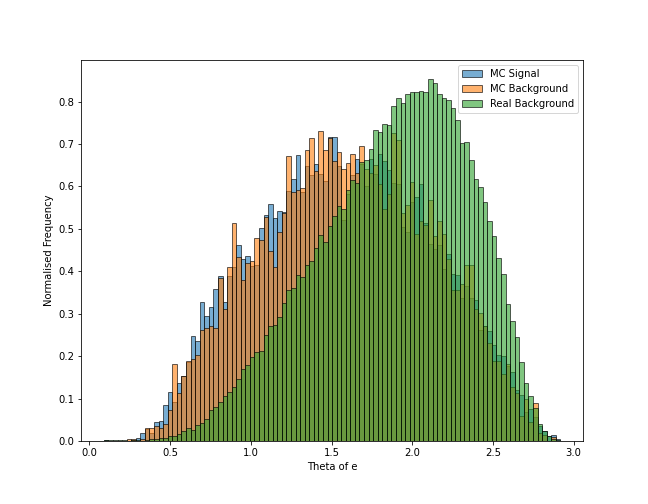 MC Signal
MC Background
Real Background
Normalised Frequency
0.8
0.7
0.6
0.5
0.4
0.3
0.2
0.1
0.0
0.0 0.5 1.0 1.5 2.0 2.5 3.0
Theta of e